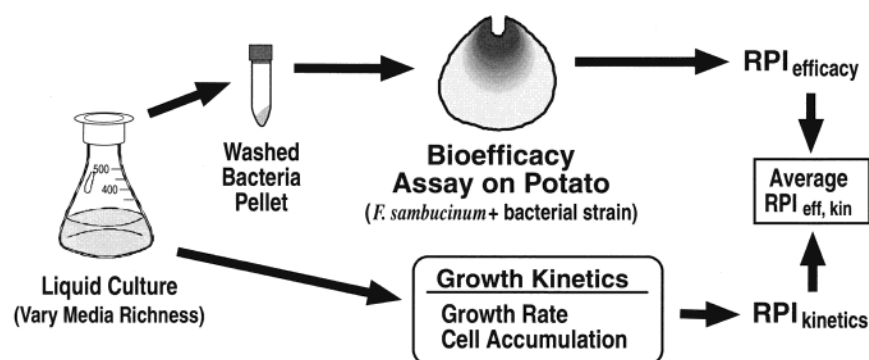 500
400
Liquid Culture
(Vary Media Richness)
Washed
Bacteria
Pellet
Bioefficacy
Assay on Potato
(F. sambucinum + bacterial strain)
RPI efficacy
Average
RPI eff, kin
Growth Kinetics
Growth Rate
Cell Accumulation
RPI kinetics